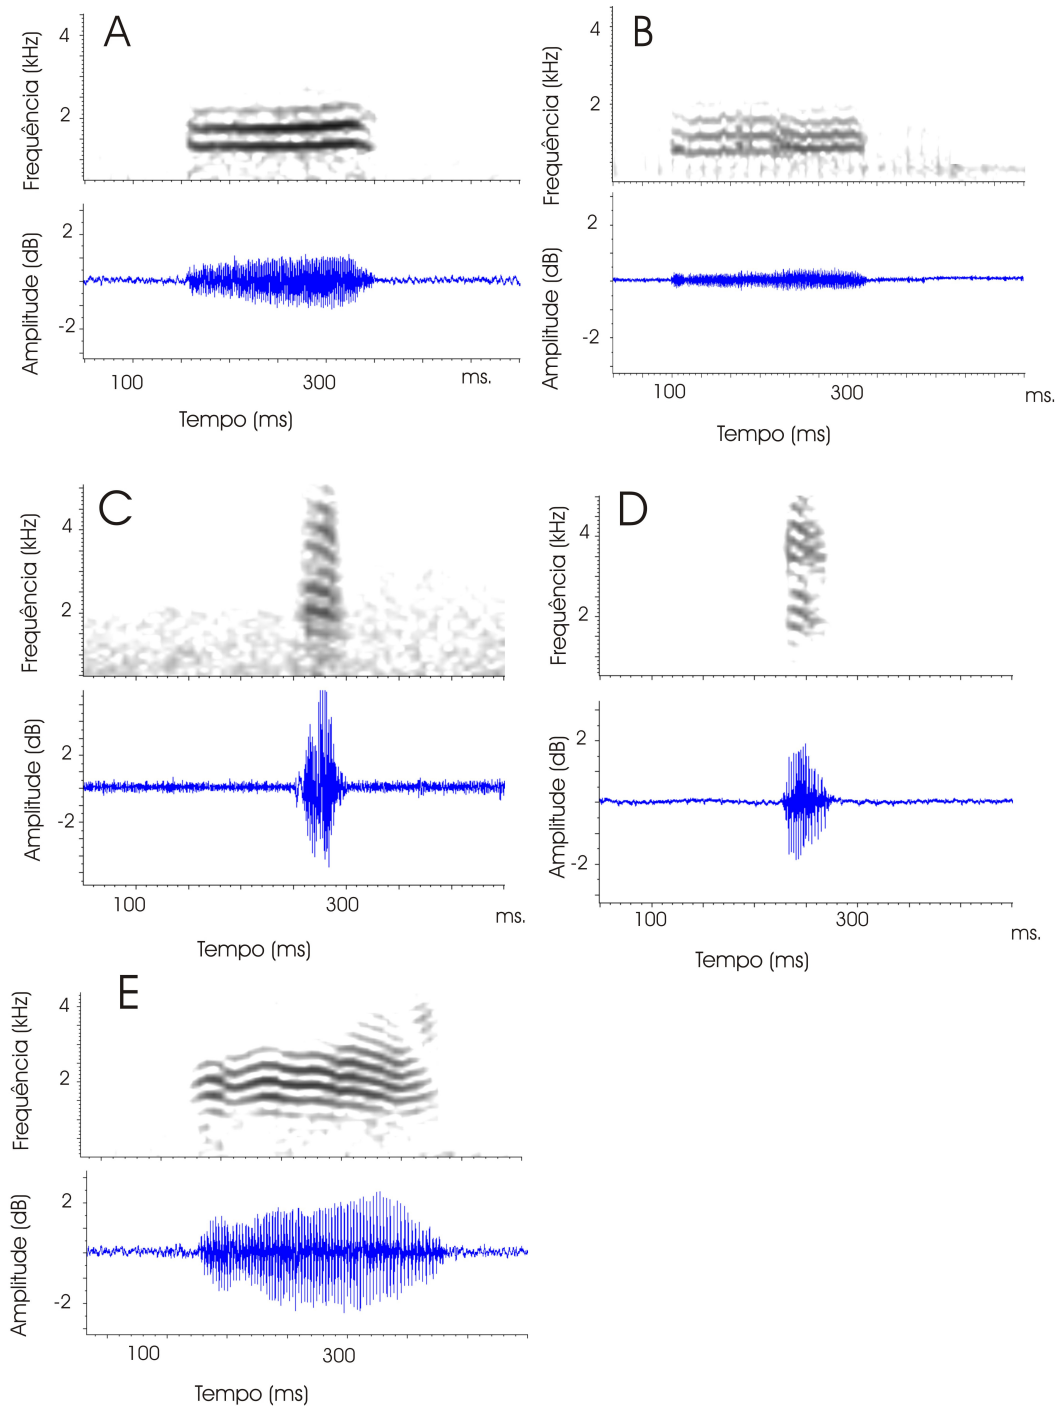 A
4
2
Frequência (kHz)
2
-2
Amplitude (dB)
100
300
ms.
Tempo (ms)
B
4
2
Frequência (kHz)
2
-2
Amplitude (dB)
100
300
ms.
Tempo (ms)
C
4
2
Frequência (kHz)
2
-2
Amplitude (dB)
100
300
ms.
Tempo (ms)
D
4
2
Frequência (kHz)
2
-2
Amplitude (dB)
100
300
ms.
Tempo (ms)
E
4
2
Frequência (kHz)
2
-2
Amplitude (dB)
100
300
Tempo (ms)